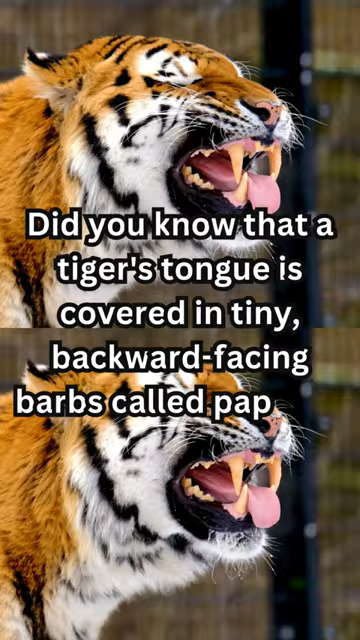 Did you know that a
tiger's tongue is
covered in tiny,
backward-facing
barbs called pap